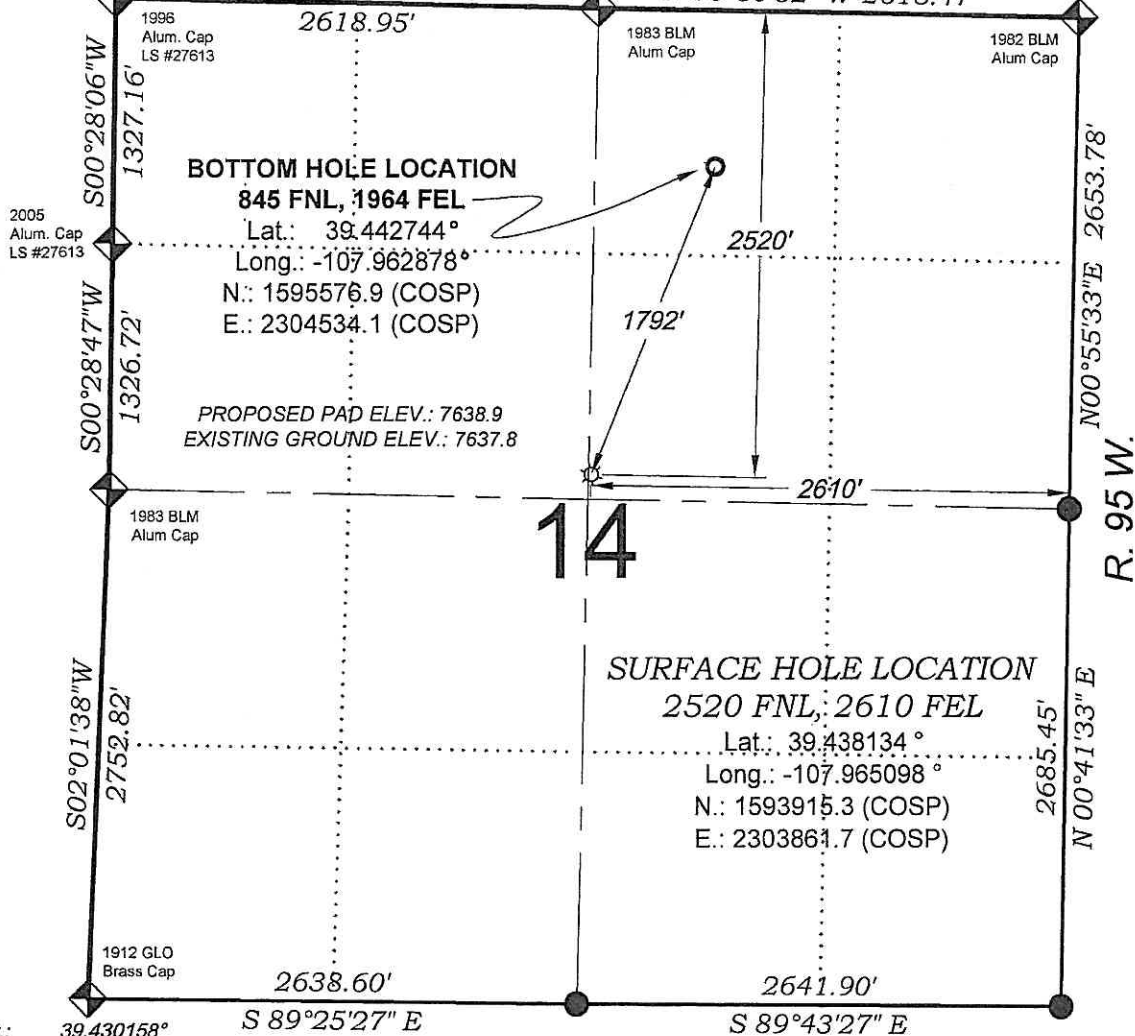 1996
Alum. Cap
LS #27613
2618.95'
1983 BLM
Alum Cap
1982 BLM
Alum Cap
S00°28'06"W
1327.16'
BOTTOM HOLE LOCATION
845 FNL, 1964 FEL
Lat.: 39.442744°
Long.: -107.962878°
N.: 1595576.9 (COSP)
E.: 2304534.1 (COSP)
2005
Alum. Cap
LS #27613
2520'
1792'
N00°55'33"E 2653.78'
S00°28'47"W
1326.72'
PROPOSED PAD ELEV.: 7638.9
EXISTING GROUND ELEV.: 7637.8
2610'
R. 95 W.
1983 BLM
Alum Cap
14
SURFACE HOLE LOCATION
2520 FNL, 2610 FEL
Lat.: 39.438134 °
Long.: -107.965098 °
N.: 1593915.3 (COSP)
E.: 2303861.7 (COSP)
S02°01'38"W
2752.82'
2685.45'
N 00°41'33" E
1912 GLO
Brass Cap
2638.60'
2641.90'
S 89°25'27" E
S 89°43'27" E
39.430158°